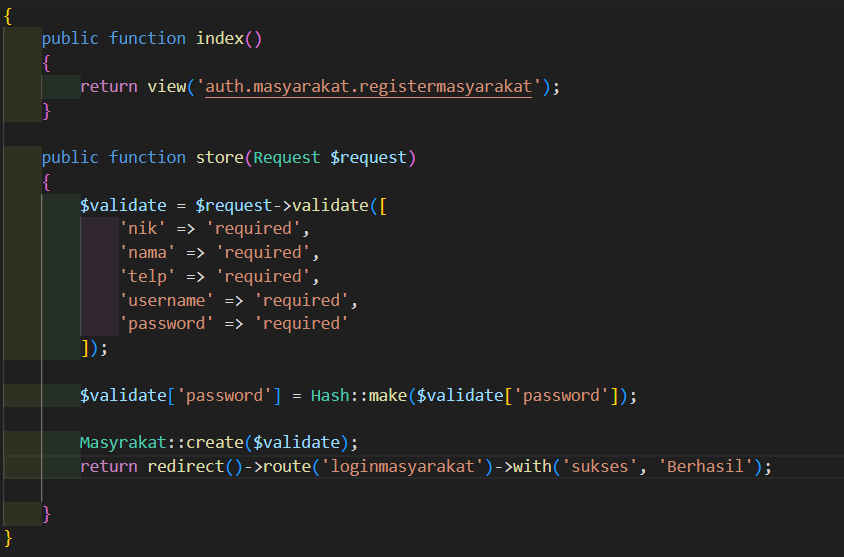 {
    public function index()
    {
        return view('auth.masyarakat.registermasyarakat');
    }

    public function store(Request $request)
    {
        $validate = $request->validate([
            'nik' => 'required',
            'nama' => 'required',
            'telp' => 'required',
            'username' => 'required',
            'password' => 'required'
        ]);

        $validate['password'] = Hash::make($validate['password']);

        Masyrakat::create($validate);
        return redirect()->route('loginmasyarakat')->with('sukses', 'Berhasil');

    }
}